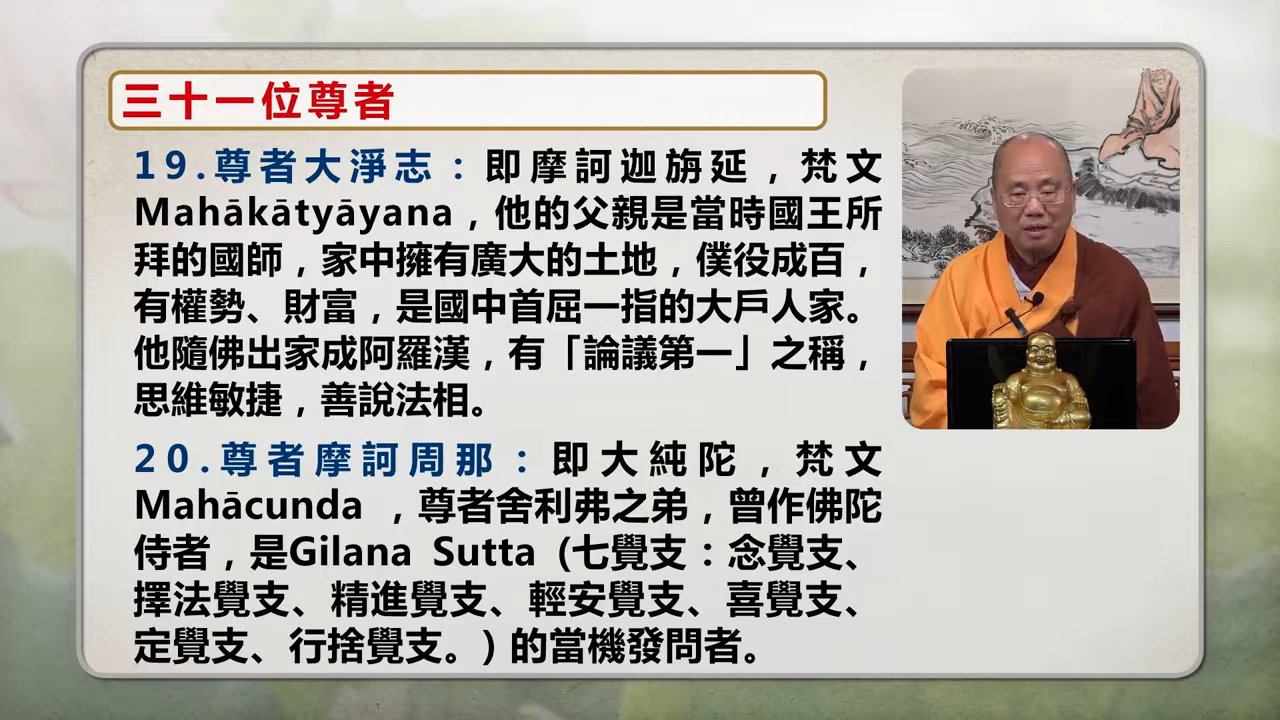 三十一位尊者
19.尊者大淨志：即摩訶迦旃延，梵文
Mahākātyāyana，他的父親是當時國王所
拜的國師，家中擁有廣大的土地，僕役成百，
有權勢、財富，是國中首屈一指的大戶人家。
他隨佛出家成阿羅漢，有「論議第一」之稱，
思維敏捷，善說法相。
20.尊者摩訶周那：即大純陀，梵文
Mahācunda ，尊者舍利弗之弟，曾作佛陀
侍者，是Gilana Sutta (七覺支：念覺支、
擇法覺支、精進覺支、輕安覺支、喜覺支、
定覺支、行捨覺支。) 的當機發問者。